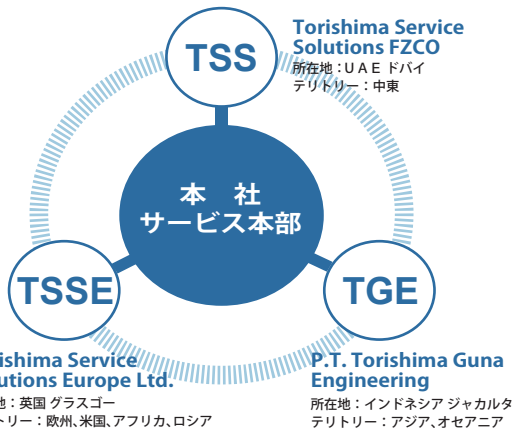 TSS
Torishima Service
Solutions FZCO
所在地：ＵＡＥ ドバイ
テリトリー：中東
本　社
サービス本部
TSSE
TGE
ishima Service
utions Europe Ltd.
地：英国 グラスゴー
トリー：欧州、米国、アフリカ、ロシア
P.T. Torishima Guna
Engineering
所在地：インドネシア ジャカルタ
テリトリー：アジア、オセアニア